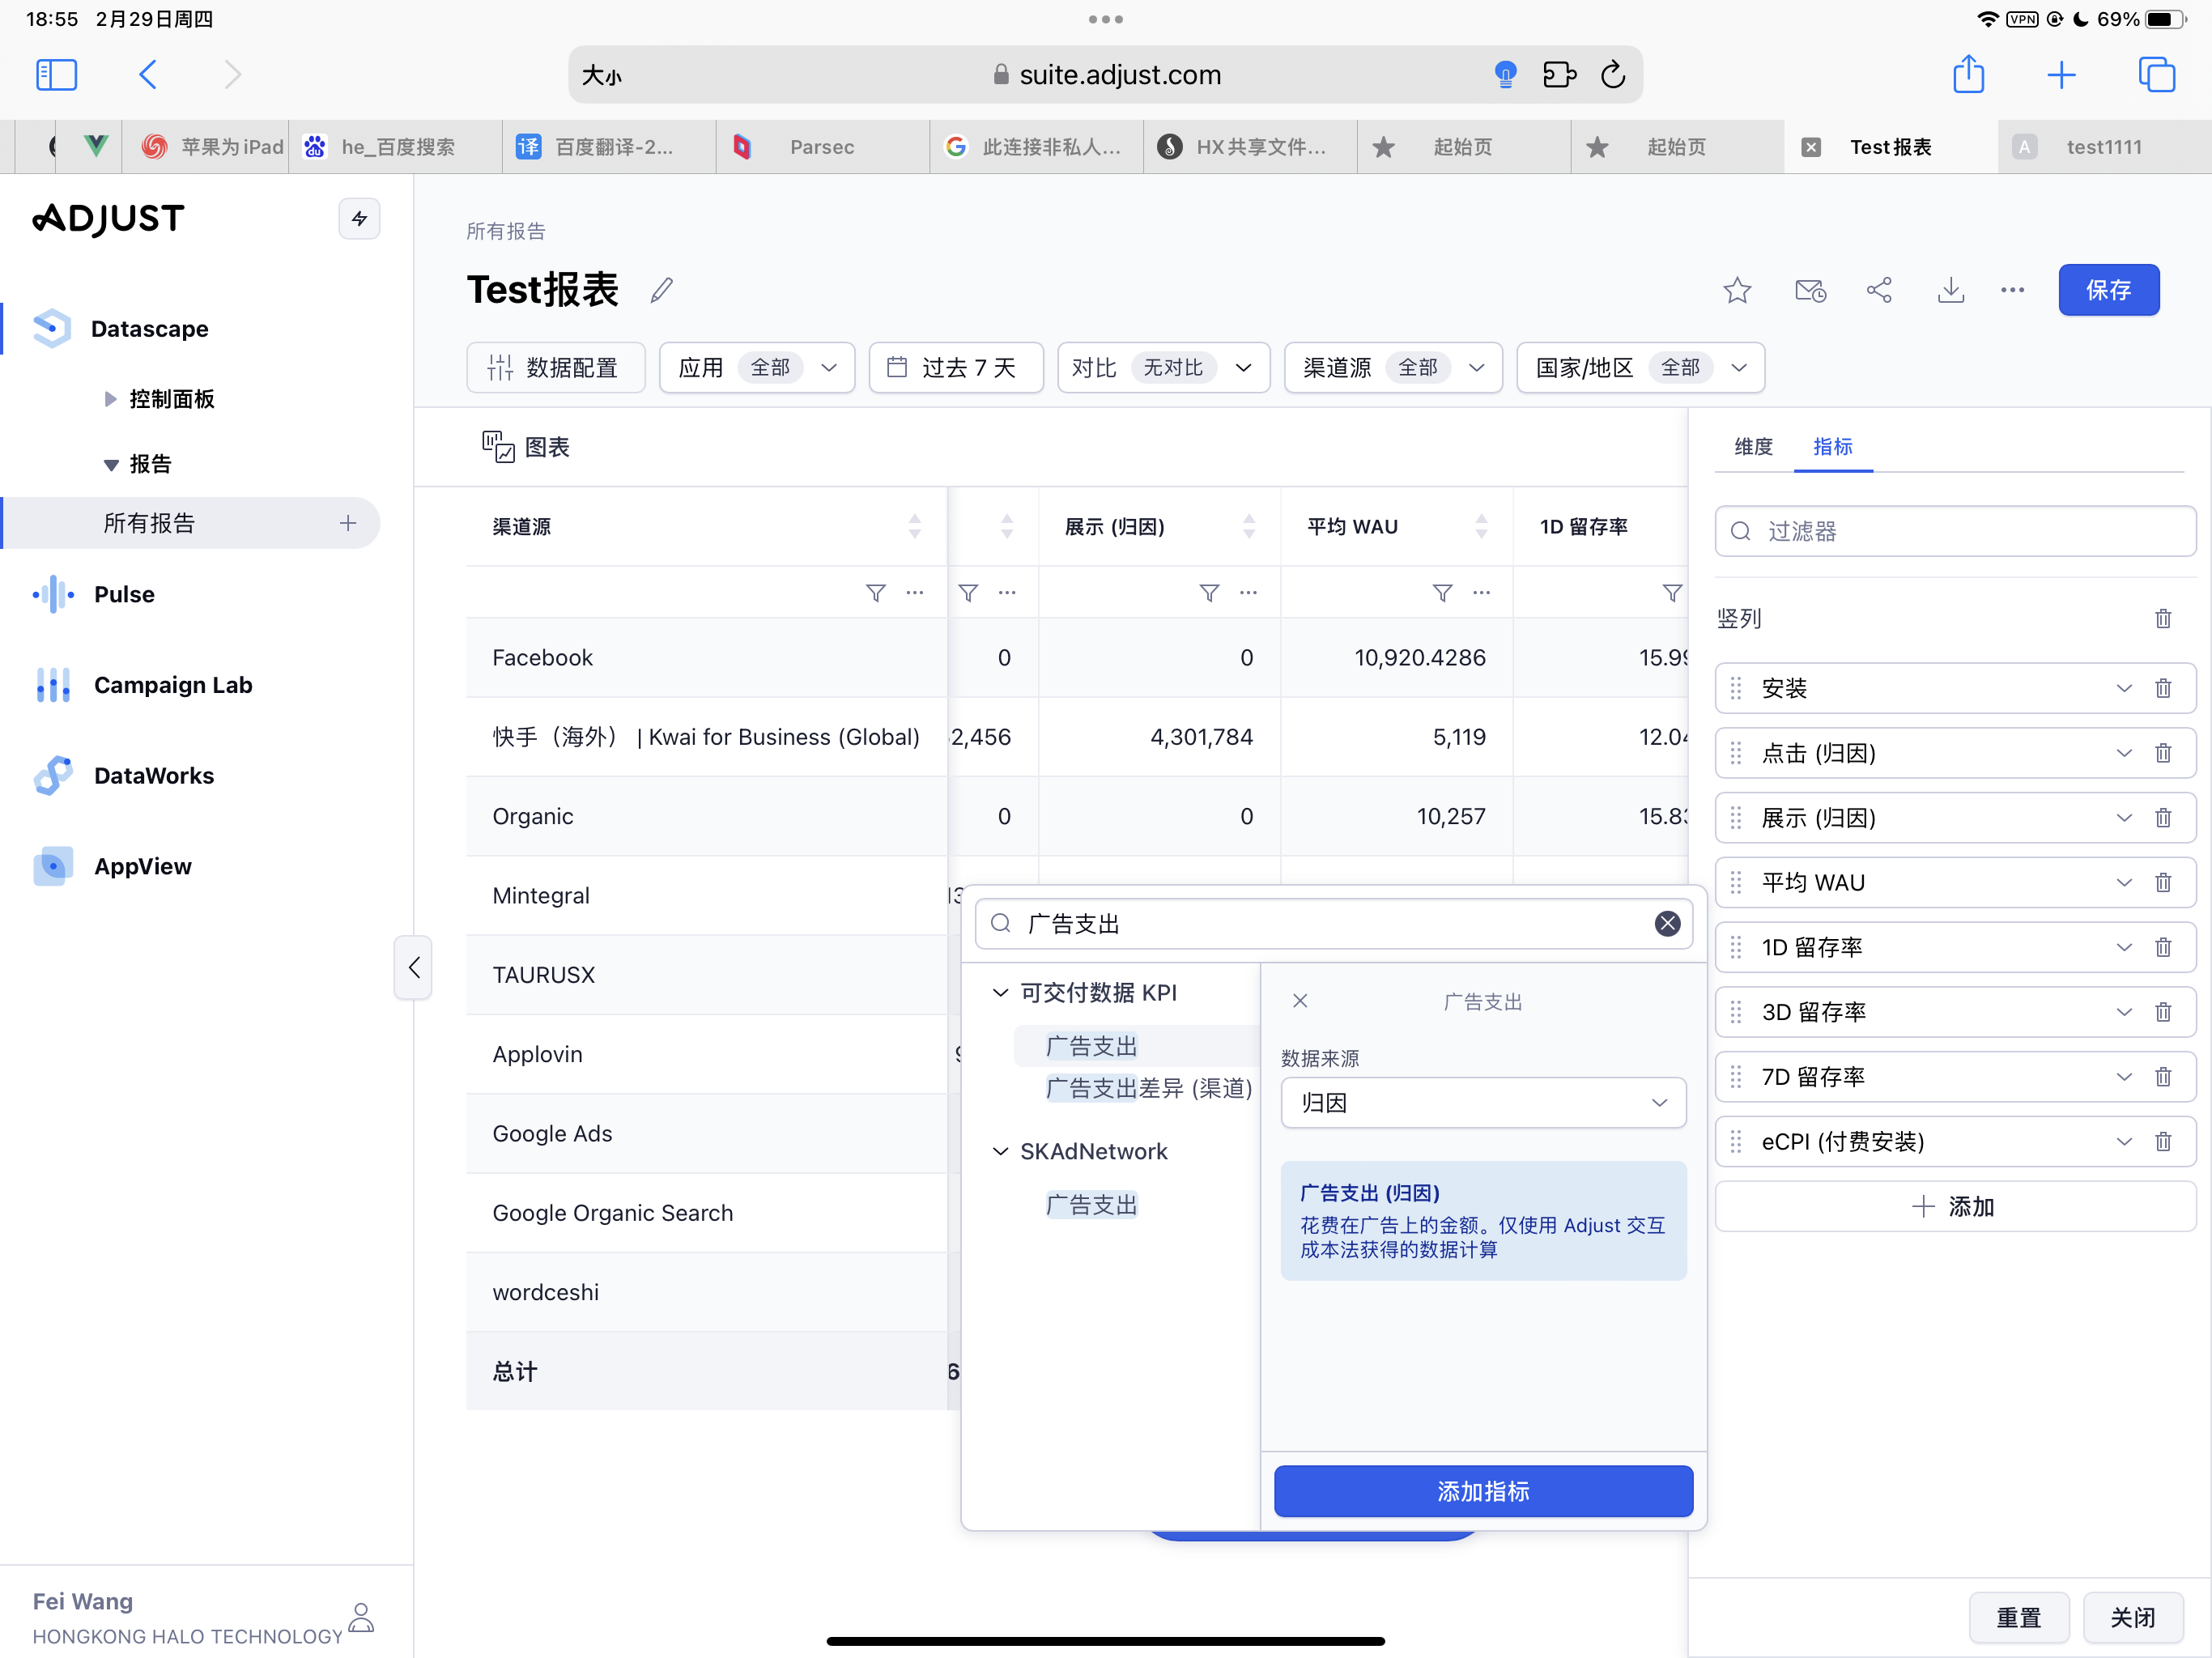 18:55 2月29日周四
VPN 69%
大小
suite.adjust.com
苹果为iPad
he_百度搜索
译 百度翻译-2...
Parsec
此连接非私人...
HX共享文件...
起始页
起始页
Test报表
A test1111
ADJUST
Datascape
控制面板
报告
所有报告
Pulse
Campaign Lab
DataWorks
AppView
Fei Wang
HONGKONG HALO TECHNOLOGY
所有报告
Test报表
保存
数据配置
应用 全部
过去 7 天
对比 无对比
渠道源 全部
国家/地区 全部
图表
渠道源 展示 (归因) 平均 WAU 1D 留存率
Facebook 0 0 10,920.4286 15.99
快手（海外） | Kwai for Business (Global) 2,456 4,301,784 5,119 12.04
Organic 0 0 10,257 15.83
Mintegral
TAURUSX
Applovin
Google Ads
Google Organic Search
wordceshi
总计 6
广告支出
可交付数据 KPI
广告支出
广告支出差异 (渠道)
SKAdNetwork
广告支出
广告支出
数据来源
归因
广告支出 (归因)
花费在广告上的金额。仅使用 Adjust 交互
成本法获得的数据计算
添加指标
维度 指标
过滤器
竖列
安装
点击 (归因)
展示 (归因)
平均 WAU
1D 留存率
3D 留存率
7D 留存率
eCPI (付费安装)
添加
重置 关闭